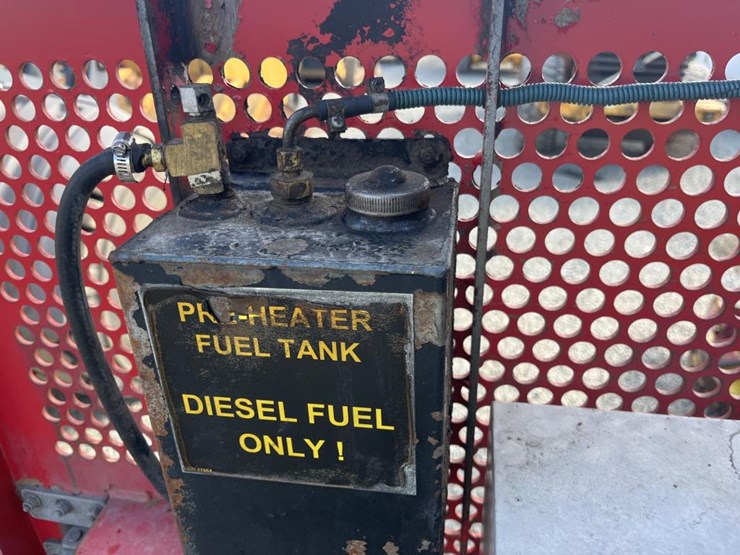 PRE-HEATER
FUEL TANK
DIESEL FUEL
ONLY !